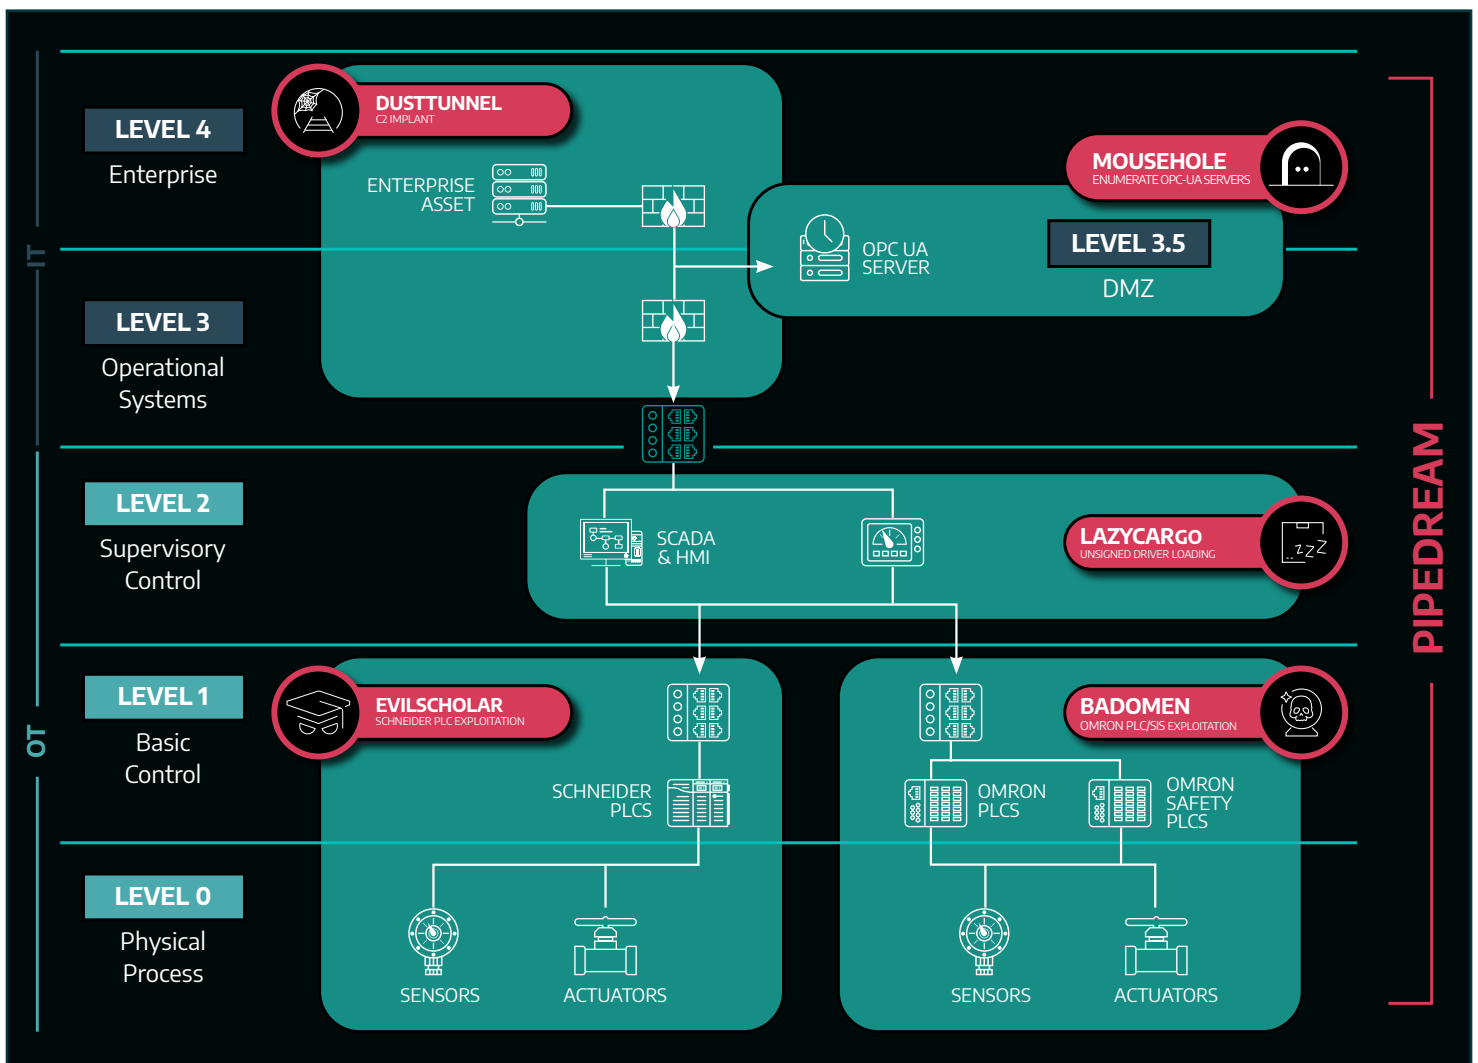 DUSTTUNNEL
C2 IMPLANT
LEVEL 4
Enterprise
ENTERPRISE
ASSET
MOUSEHOLE
ENUMERATE OPC-UA SERVERS
LEVEL 3.5
DMZ
OPC UA
SERVER
IT
LEVEL 3
Operational
Systems
LEVEL 2
Supervisory
Control
SCADA
& HMI
LAZYCARGO
UNSIGNED DRIVER LOADING
PIPEDREAM
LEVEL 1
Basic
Control
EVILSCHOLAR
SCHNEIDER PLC EXPLOITATION
BADOMEN
OMRON PLC/SIS EXPLOITATION
OT
SCHNEIDER
PLCS
OMRON
PLCS
OMRON
SAFETY
PLCS
LEVEL 0
Physical
Process
SENSORS
ACTUATORS
SENSORS
ACTUATORS
zzZ